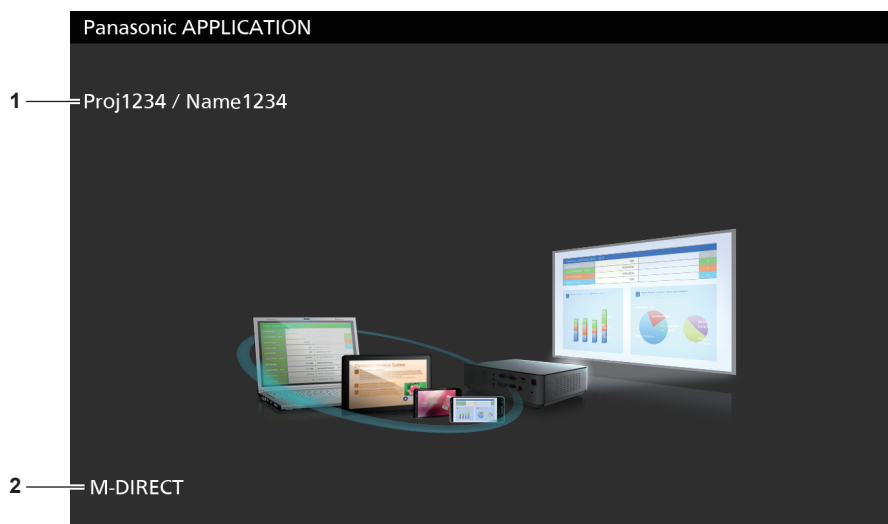 Panasonic APPLICATION
1
Proj1234 / Name1234
2
M-DIRECT